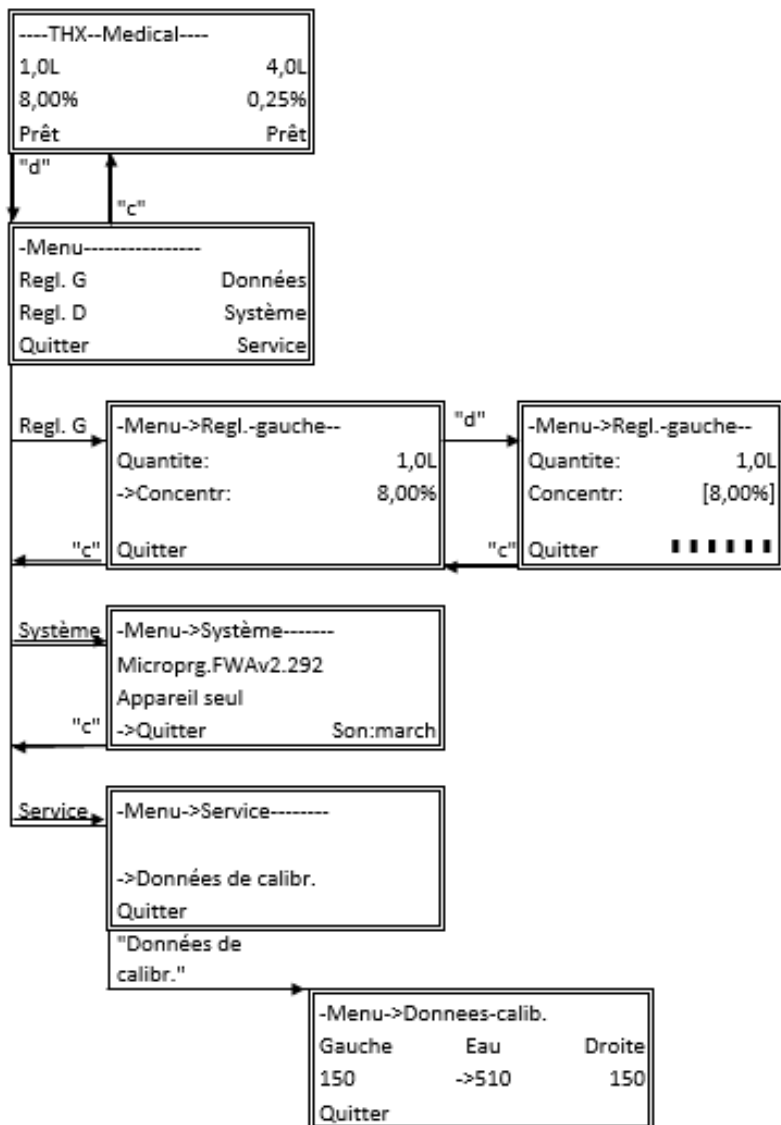 ----THX--Medical----
1,0L 4,0L
8,00% 0,25%
Prêt Prêt
"d"
"c"
-Menu-----------------
Regl. G Données
Regl. D Système
Quitter Service
Regl. G
-Menu->Regl.-gauche--
Quantite: 1,0L
->Concentr: 8,00%
Quitter
"c"
"d"
-Menu->Regl.-gauche--
Quantite: 1,0L
Concentr: [8,00%]
Quitter
"c"
Système
-Menu->Système-------
Microprg.FWAv2.292
Appareil seul
->Quitter Son:march
"c"
Service
-Menu->Service--------
->Données de calibr.
Quitter
"Données de
calibr."
-Menu->Donnees-calib.
Gauche Eau Droite
150 ->510 150
Quitter